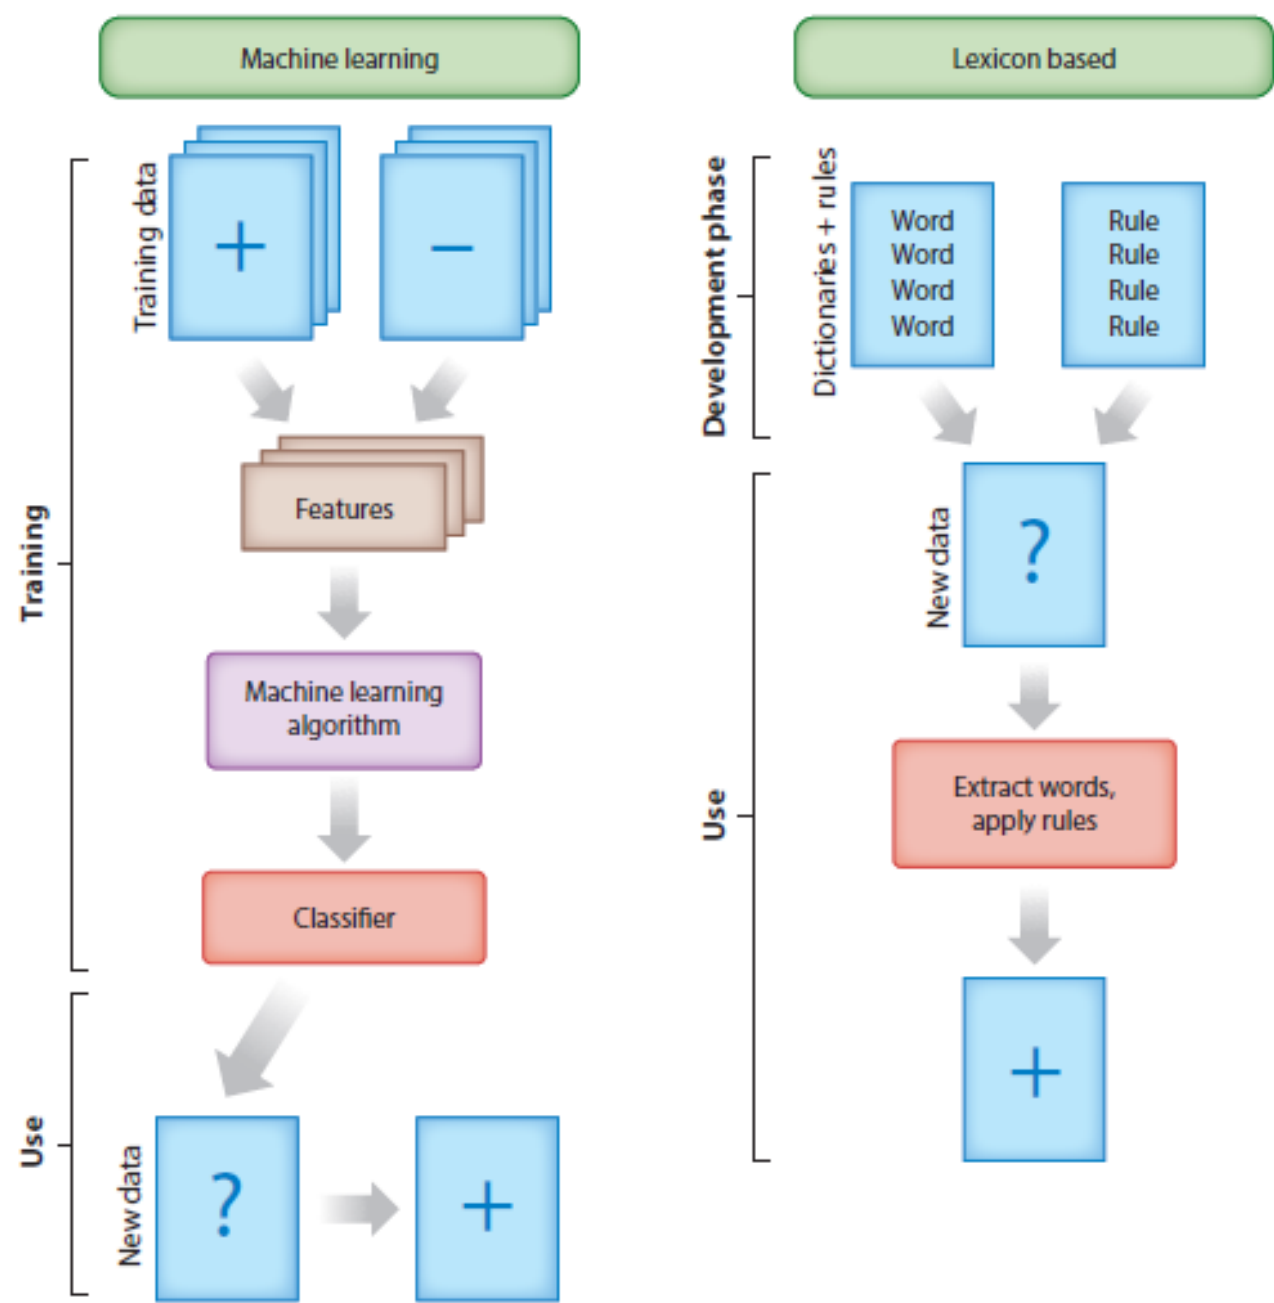 Machine learning
Training
Training data
+
−
Features
Machine learning
algorithm
Classifier
Use
New data
?
+
Lexicon based
Development phase
Dictionaries + rules
Word
Word
Word
Word
Rule
Rule
Rule
Rule
Use
New data
?
Extract words,
apply rules
+